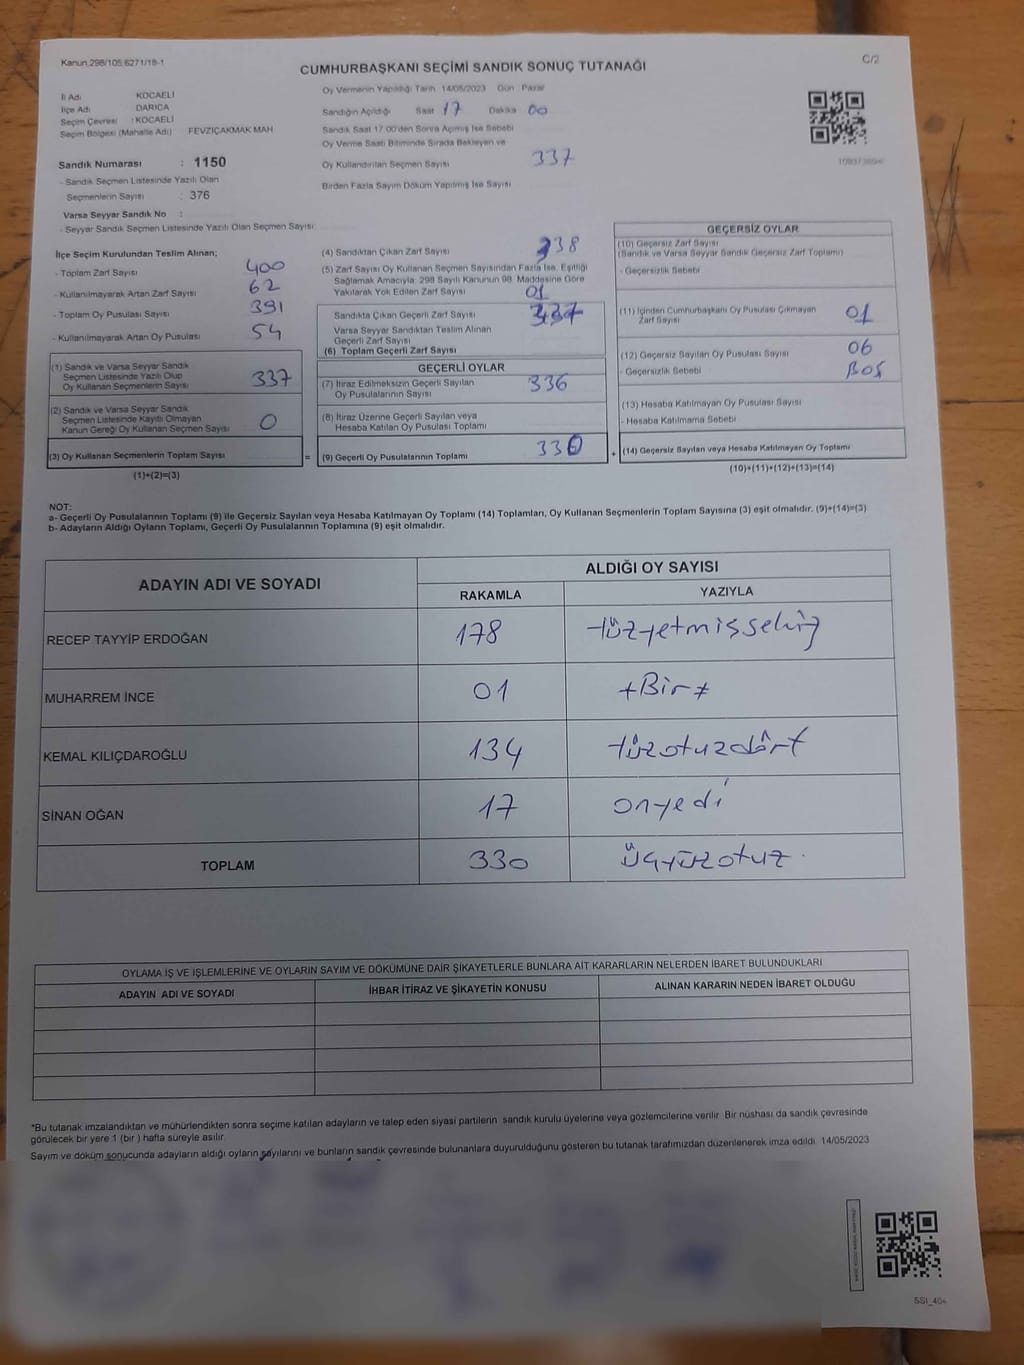 Kanun 298/105 6271/18-1
C/2
CUMHURBAŞKANI SEÇİMİ SANDIK SONUÇ TUTANAĞI
İl Adı KOCAELİ
İlçe Adı DARICA
Seçim Çevresi : KOCAELİ
Seçim Bölgesi (Mahalle Adı) FEVZİÇAKMAK MAH
Sandık Numarası : 1150
- Sandık Seçmen Listesinde Yazılı Olan
Seçmenlerin Sayısı : 376
Varsa Seyyar Sandık No :
- Seyyar Sandık Seçmen Listesinde Yazılı Olan Seçmen Sayısı:
Oy Vermenin Yapıldığı Tarih 14/05/2023 Gün : Pazar
Sandığın Açıldığı Saat 17 Dakika 00
Sandık Saat 17 00'den Sonra Açımış İse Sebebi
Oy Verme Saati Bitiminde Sırada Bekleyen ve
Oy Kullandırılan Seçmen Sayısı 337
Birden Fazla Sayım Döküm Yapılmış İse Sayısı
İlçe Seçim Kurulundan Teslim Alınan;
- Toplam Zarf Sayısı 400
- Kullanılmayarak Artan Zarf Sayısı 62
- Toplam Oy Pusulası Sayısı 391
- Kullanılmayarak Artan Oy Pusulası 54
(1) Sandık ve Varsa Seyyar Sandık
Seçmen Listesinde Yazılı Olup
Oy Kullanan Seçmenlerin Sayısı 337
(2) Sandık ve Varsa Seyyar Sandık
Seçmen Listesinde Kayıtlı Olmayan
Kanun Gereği Oy Kullanan Seçmen Sayısı 0
(3) Oy Kullanan Seçmenlerin Toplam Sayısı
(1)+(2)=(3)
(4) Sandıktan Çıkan Zarf Sayısı 338
(5) Zarf Sayısı Oy Kullanan Seçmen Sayısından Fazla İse, Eşitliği
Sağlamak Amacıyla: 298 Sayılı Kanunun 98. Maddesine Göre
Yakılarak Yok Edilen Zarf Sayısı 01
Sandıkta Çıkan Geçerli Zarf Sayısı 337
Varsa Seyyar Sandıktan Teslim Alınan
Geçerli Zarf Sayısı
(6) Toplam Geçerli Zarf Sayısı
GEÇERLİ OYLAR
(7) İtiraz Edilmeksizin Geçerli Sayılan
Oy Pusulalarının Sayısı 336
(8) İtiraz Üzerine Geçerli Sayılan veya
Hesaba Katılan Oy Pusulası Toplamı
= (9) Geçerli Oy Pusulalarının Toplamı 330
GEÇERSİZ OYLAR
(10) Geçersiz Zarf Sayısı
(Sandık ve Varsa Seyyar Sandık Geçersiz Zarf Toplamı)
- Geçersizlik Sebebi
(11) İçinden Cumhurbaşkanı Oy Pusulası Çıkmayan
Zarf Sayısı 01
(12) Geçersiz Sayılan Oy Pusulası Sayısı 06
- Geçersizlik Sebebi BOŞ
(13) Hesaba Katılmayan Oy Pusulası Sayısı
- Hesaba Katılmama Sebebi
+ (14) Geçersiz Sayılan veya Hesaba Katılmayan Oy Toplamı
(10)+(11)+(12)+(13)=(14)
NOT:
a- Geçerli Oy Pusulalarının Toplamı (9) ile Geçersiz Sayılan veya Hesaba Katılmayan Oy Toplamı (14) Toplamları, Oy Kullanan Seçmenlerin Toplam Sayısına (3) eşit olmalıdır. (9)+(14)=(3)
b- Adayların Aldığı Oyların Toplamı, Geçerli Oy Pusulalarının Toplamına (9) eşit olmalıdır.
ADAYIN ADI VE SOYADI
ALDIĞI OY SAYISI
RAKAMLA YAZIYLA
RECEP TAYYİP ERDOĞAN 178 yüzyetmişsekiz
MUHARREM İNCE 01 +Bir≠
KEMAL KILIÇDAROĞLU 134 yüzotuzdört
SİNAN OĞAN 17 onyedi
TOPLAM 330 üçyüzotuz
OYLAMA İŞ VE İŞLEMLERİNE VE OYLARIN SAYIM VE DÖKÜMÜNE DAİR ŞİKAYETLERLE BUNLARA AİT KARARLARIN NELERDEN İBARET BULUNDUKLARI
ADAYIN ADI VE SOYADI İHBAR İTİRAZ VE ŞİKAYETİN KONUSU ALINAN KARARIN NEDEN İBARET OLDUĞU
*Bu tutanak imzalandıktan ve mühürlendikten sonra seçime katılan adayların ve talep eden siyasi partilerin sandık kurulu üyelerine veya gözlemcilerine verilir. Bir nüshası da sandık çevresinde
görülecek bir yere 1 (bir ) hafta süreyle asılır.
Sayım ve döküm sonucunda adayların aldığı oyların sayılarını ve bunların sandık çevresinde bulunanlara duyurulduğunu gösteren bu tutanak tarafımızdan düzenlenerek imza edildi. 14/05/2023